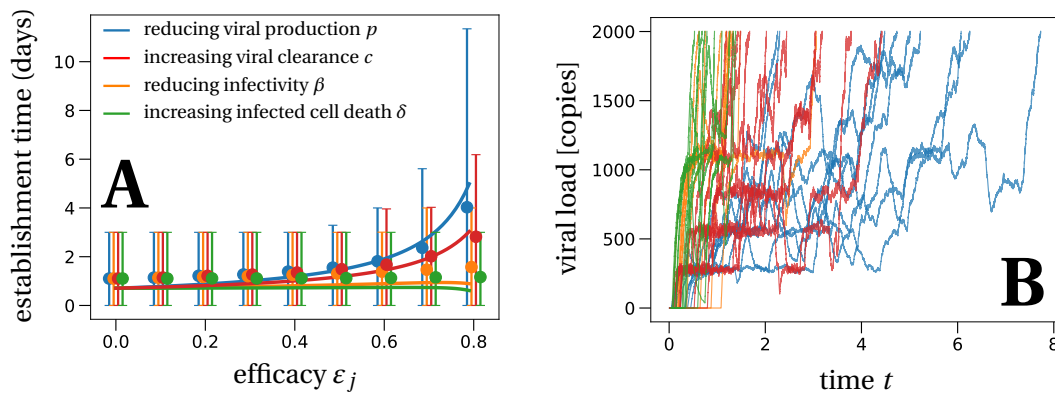 establishment time (days)
10
8
6
4
2
0
reducing viral production p
increasing viral clearance c
reducing infectivity β
increasing infected cell death δ
A
0.0 0.2 0.4 0.6 0.8
efficacy εj
viral load [copies]
2000
1500
1000
500
0
B
0 2 4 6 8
time t